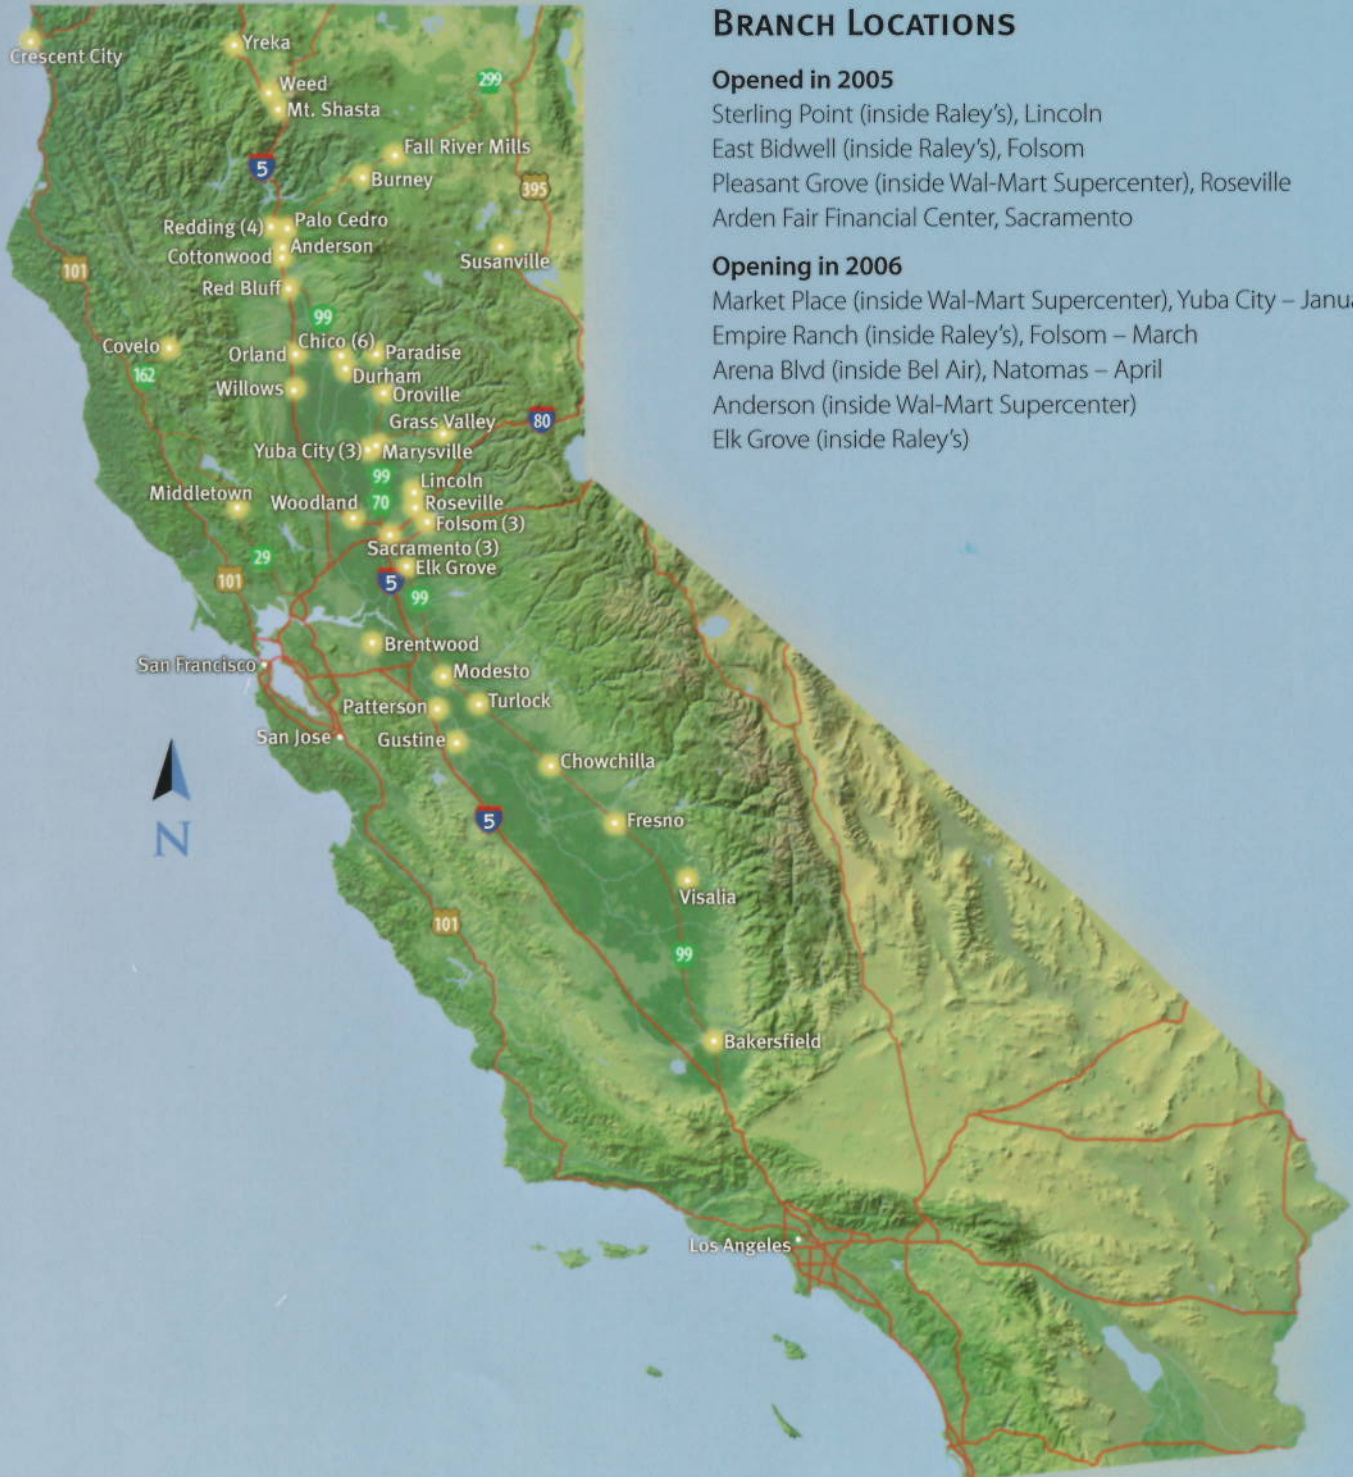 BRANCH LOCATIONS
Opened in 2005
Sterling Point (inside Raley's), Lincoln
East Bidwell (inside Raley's), Folsom
Pleasant Grove (inside Wal-Mart Supercenter), Roseville
Arden Fair Financial Center, Sacramento
Opening in 2006
Market Place (inside Wal-Mart Supercenter), Yuba City – Janua
Empire Ranch (inside Raley's), Folsom – March
Arena Blvd (inside Bel Air), Natomas – April
Anderson (inside Wal-Mart Supercenter)
Elk Grove (inside Raley's)
Crescent City
Yreka
Weed
299
Mt. Shasta
Fall River Mills
5
Burney
395
Redding (4)
Palo Cedro
Anderson
Cottonwood
Susanville
101
Red Bluff
99
Chico (6)
Covelo
Orland
Paradise
162
Durham
Willows
Oroville
Grass Valley
80
Yuba City (3)
Marysville
99
Lincoln
Middletown
Woodland
70
Roseville
Folsom (3)
Sacramento (3)
29
Elk Grove
101
5
99
Brentwood
San Francisco
Modesto
Patterson
Turlock
San Jose
Gustine
Chowchilla
N
5
Fresno
Visalia
101
99
Bakersfield
Los Angeles